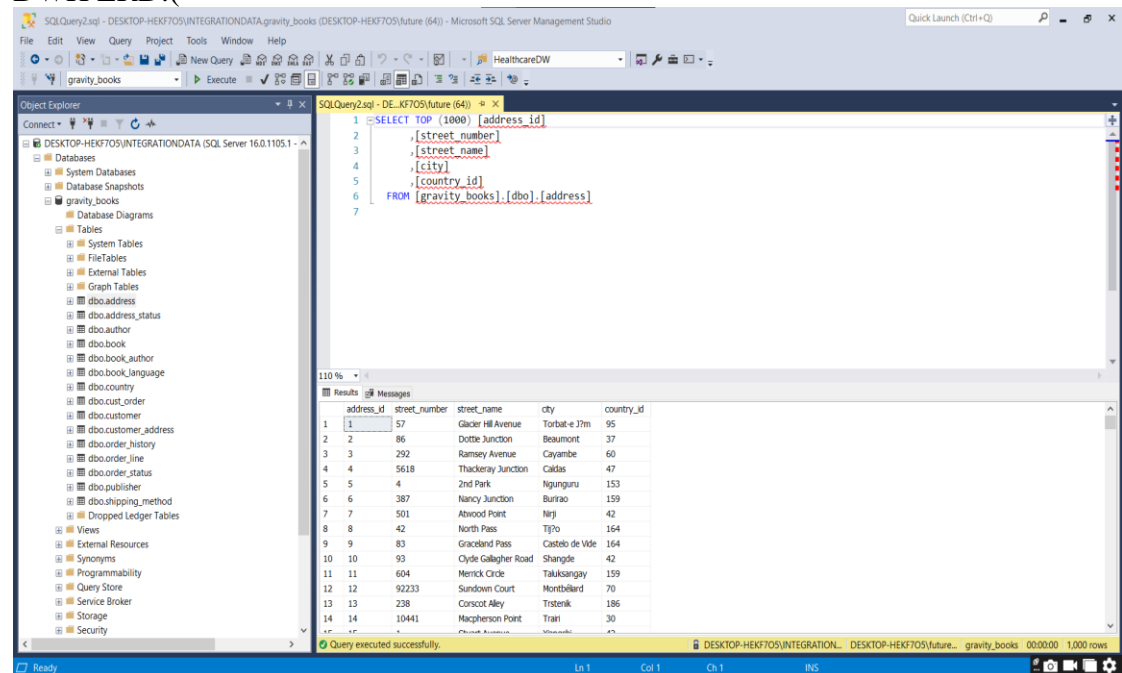 SQLQuery2.sql - DESKTOP-HEKF7O5\INTEGRATIONDATA.gravity_books (DESKTOP-HEKF7O5\future (64)) - Microsoft SQL Server Management Studio
Quick Launch (Ctrl+Q)
File Edit View Query Project Tools Window Help
New Query HealthcareDW
gravity_books Execute
Object Explorer
SQLQuery2.sql - DE...KF7O5\future (64))
Connect
DESKTOP-HEKF7O5\INTEGRATIONDATA (SQL Server 16.0.1105.1 -
Databases
System Databases
Database Snapshots
gravity_books
Database Diagrams
Tables
System Tables
FileTables
External Tables
Graph Tables
dbo.address
dbo.address_status
dbo.author
dbo.book
dbo.book_author
dbo.book_language
dbo.country
dbo.cust_order
dbo.customer
dbo.customer_address
dbo.order_history
dbo.order_line
dbo.order_status
dbo.publisher
dbo.shipping_method
Dropped Ledger Tables
Views
External Resources
Synonyms
Programmability
Query Store
Service Broker
Storage
Security
1 SELECT TOP (1000) [address_id]
2 ,[street_number]
3 ,[street_name]
4 ,[city]
5 ,[country_id]
6 FROM [gravity_books].[dbo].[address]
7
110 %
Results Messages
address_id street_number street_name city country_id
1 1 57 Glacier Hill Avenue Torbat-e J?m 95
2 2 86 Dottie Junction Beaumont 37
3 3 292 Ramsey Avenue Cayambe 60
4 4 5618 Thackeray Junction Caldas 47
5 5 4 2nd Park Ngunguru 153
6 6 387 Nancy Junction Burirao 159
7 7 501 Atwood Point Nirji 42
8 8 42 North Pass Tij?o 164
9 9 83 Graceland Pass Castelo de Vide 164
10 10 93 Clyde Gallagher Road Shangde 42
11 11 604 Merrick Circle Taluksangay 159
12 12 92233 Sundown Court Montbéliard 70
13 13 238 Corscot Alley Trstenik 186
14 14 10441 Macpherson Point Trairi 30
Query executed successfully.
DESKTOP-HEKF7O5\INTEGRATION... DESKTOP-HEKF7O5\future... gravity_books 00:00:00 1,000 rows
Ready Ln 1 Col 1 Ch 1 INS